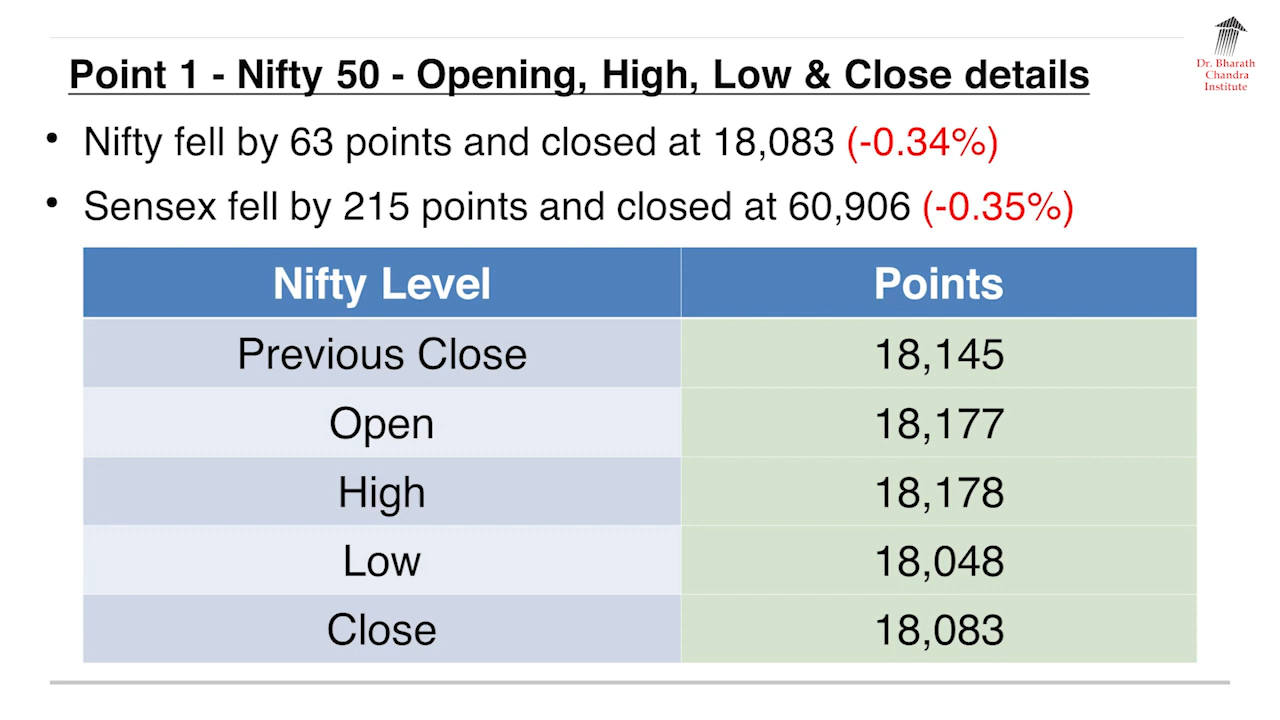 Dr. Bharath
Chandra
Institute
Point 1 - Nifty 50 - Opening, High, Low & Close details
• Nifty fell by 63 points and closed at 18,083 (-0.34%)
• Sensex fell by 215 points and closed at 60,906 (-0.35%)
Nifty Level Points
Previous Close 18,145
Open 18,177
High 18,178
Low 18,048
Close 18,083